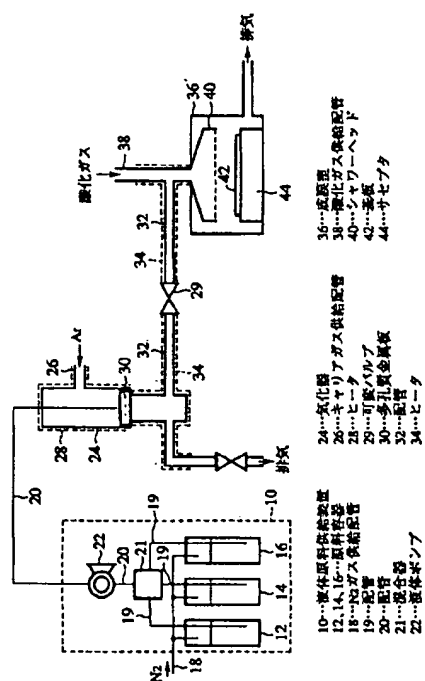 排気
酸化ガス
38
36
40
32
34
42
44
29
Ar
26
30
28
24
32
34
20
排気
22
20
19
10
21
19
19
16
14
12
N2
18
10…液体原料供給装置
12,14,16…原料容器
18…N2ガス供給配管
19…配管
20…配管
21…混合器
22…液体ポンプ
24…気化器
26…キャリアガス供給配管
28…ヒータ
29…可変バルブ
30…多孔質金属板
32…配管
34…ヒータ
36…成膜室
38…酸化ガス供給配管
40…シャワーヘッド
42…基板
44…サセプタ